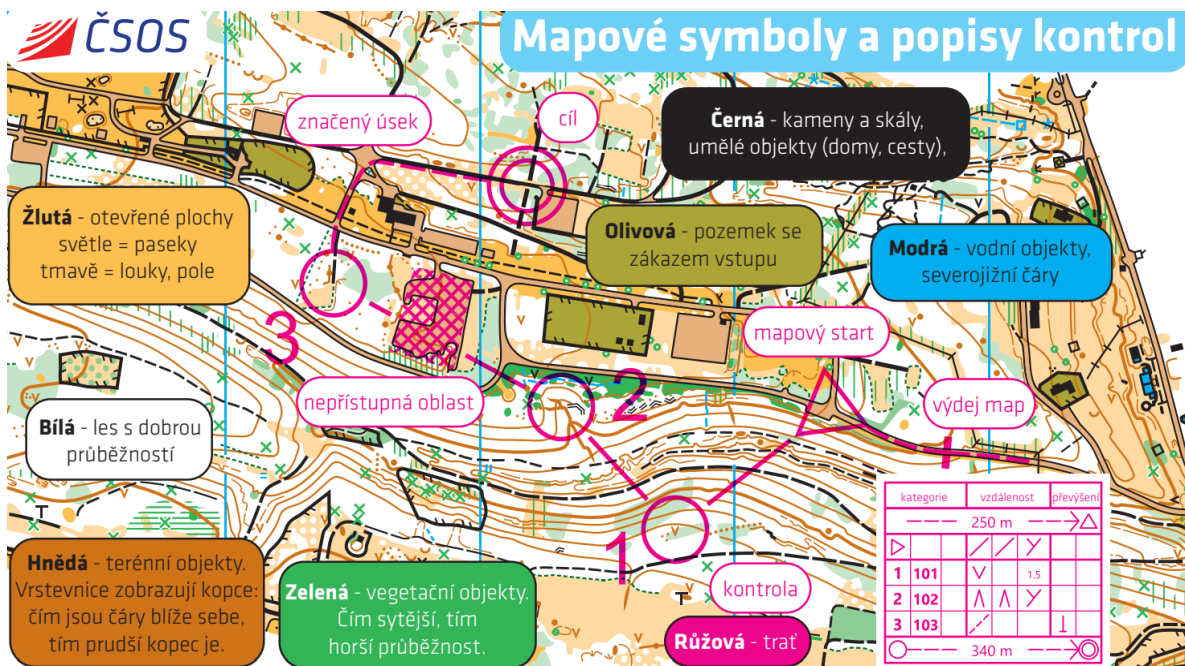 ČSOS
Mapové symboly a popisy kontrol
značený úsek
cíl
Černá - kameny a skály,
umělé objekty (domy, cesty),
Žlutá - otevřené plochy
světle = paseky
tmavě = louky, pole
Olivová - pozemek se
zákazem vstupu
Modrá - vodní objekty,
severojižní čáry
3
mapový start
nepřístupná oblast
2
výdej map
Bílá - les s dobrou
průběžností
1
kontrola
Hnědá - terénní objekty.
Vrstevnice zobrazují kopce:
čím jsou čáry blíže sebe,
tím prudší kopec je.
Zelená - vegetační objekty.
Čím sytější, tím
horší průběžnost.
Růžová - trať
kategorie vzdálenost převýšení
250 m
1 101 1.5
2 102
3 103
340 m